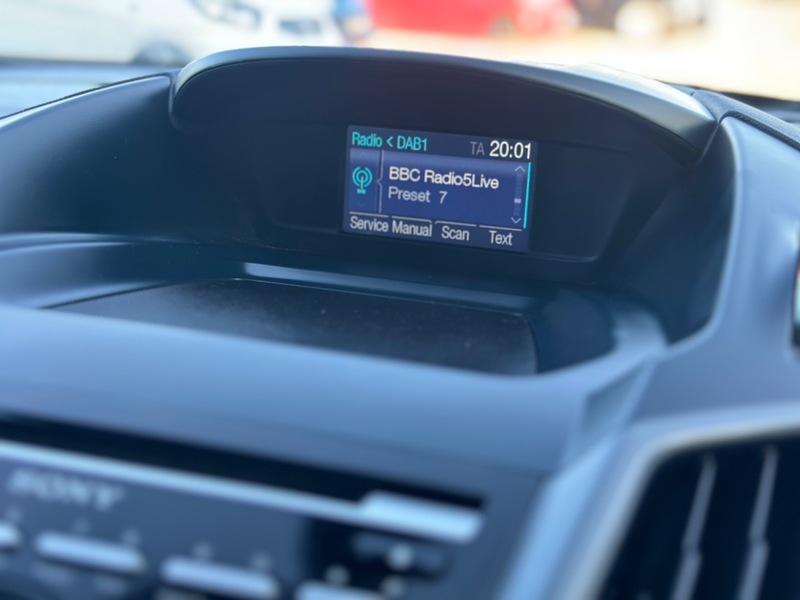 Radio < DAB1 TA 20:01
BBC Radio5Live
Preset 7
Service Manual Scan Text
SONY